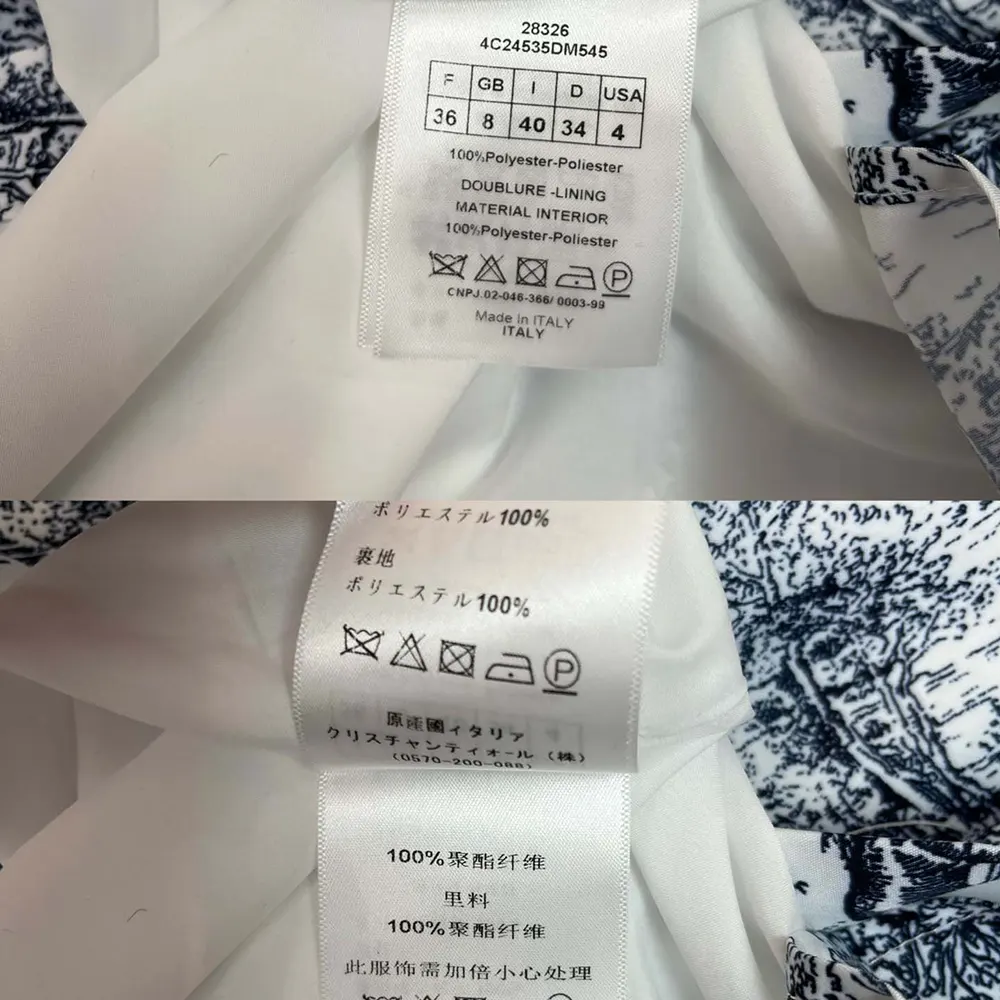 28326
4C24535DM545
F GB I D USA
36 8 40 34 4
100%Polyester-Poliester
DOUBLURE -LINING
MATERIAL INTERIOR
100%Polyester-Poliester
P
CNPJ.02-046-366/ 0003-99
Made In ITALY
ITALY
ポリエステル100%
裏地
ポリエステル100%
P
原産國イタリア
クリスチャンディオール (株)
(0570-200-088)
100%聚酯纤维
里料
100%聚酯纤维
此服饰需加倍小心处理